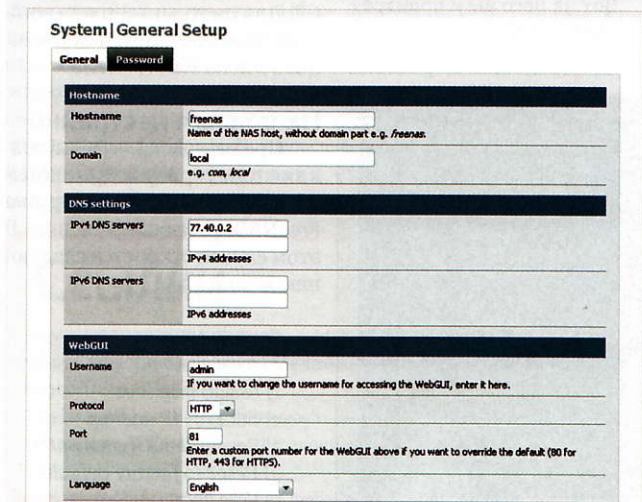 System|General Setup
General Password
Hostname
Hostname freenas
Name of the NAS host, without domain part e.g. freenas.
Domain local
e.g. com, local
DNS settings
IPv4 DNS servers 77.40.0.2
IPv4 addresses
IPv6 DNS servers
IPv6 addresses
WebGUI
Username admin
If you want to change the username for accessing the WebGUI, enter it here.
Protocol HTTP
Port 81
Enter a custom port number for the WebGUI above if you want to override the default (80 for
HTTP, 443 for HTTPS).
Language English